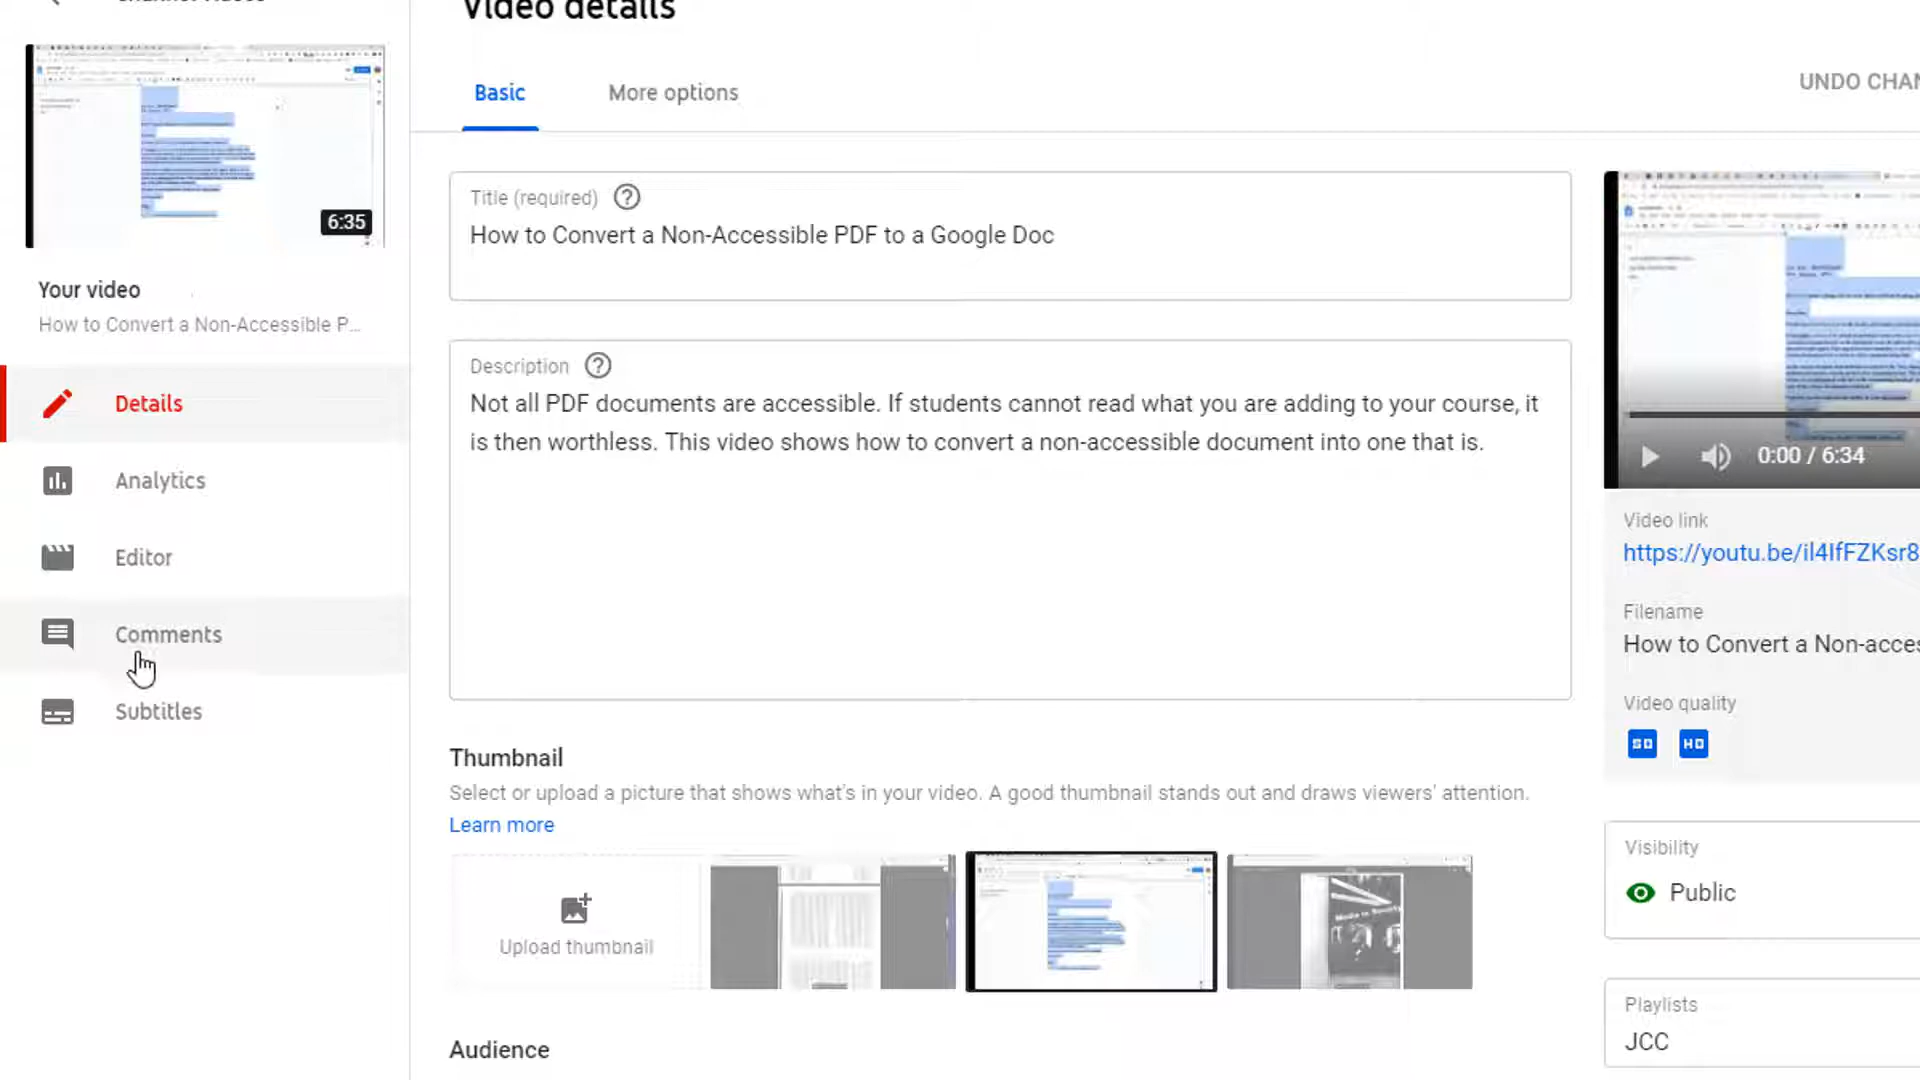 Video details
Basic
More options
UNDO CHAN
6:35
Your video
How to Convert a Non-Accessible P...
Details
Analytics
Editor
Comments
Subtitles
Title (required)
How to Convert a Non-Accessible PDF to a Google Doc
Description
Not all PDF documents are accessible. If students cannot read what you are adding to your course, it
is then worthless. This video shows how to convert a non-accessible document into one that is.
Thumbnail
Select or upload a picture that shows what's in your video. A good thumbnail stands out and draws viewers' attention.
Learn more
Upload thumbnail
Audience
0:00 / 6:34
Video link
https://youtu.be/il4IfFZKsr8
Filename
How to Convert a Non-acces
Video quality
SD HD
Visibility
Public
Playlists
JCC